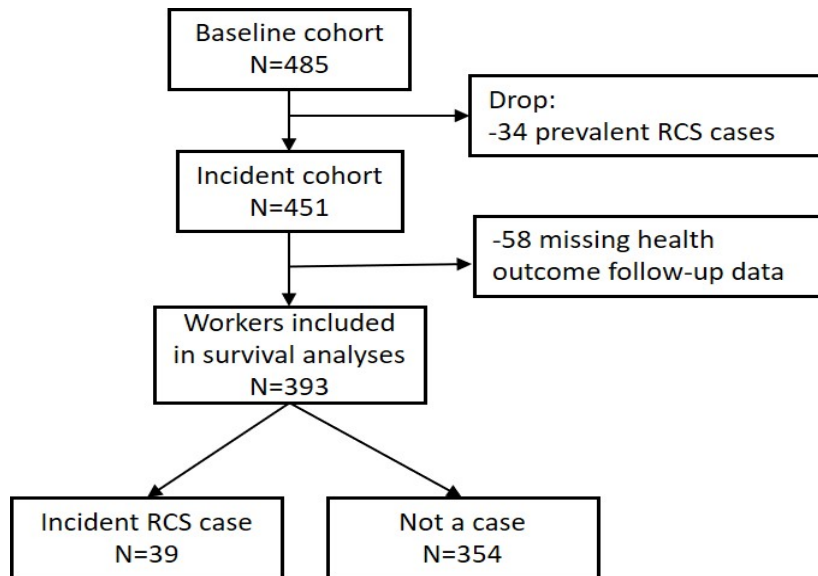 Baseline cohort
N=485
Drop:
-34 prevalent RCS cases
Incident cohort
N=451
-58 missing health
outcome follow-up data
Workers included
in survival analyses
N=393
Incident RCS case
N=39
Not a case
N=354